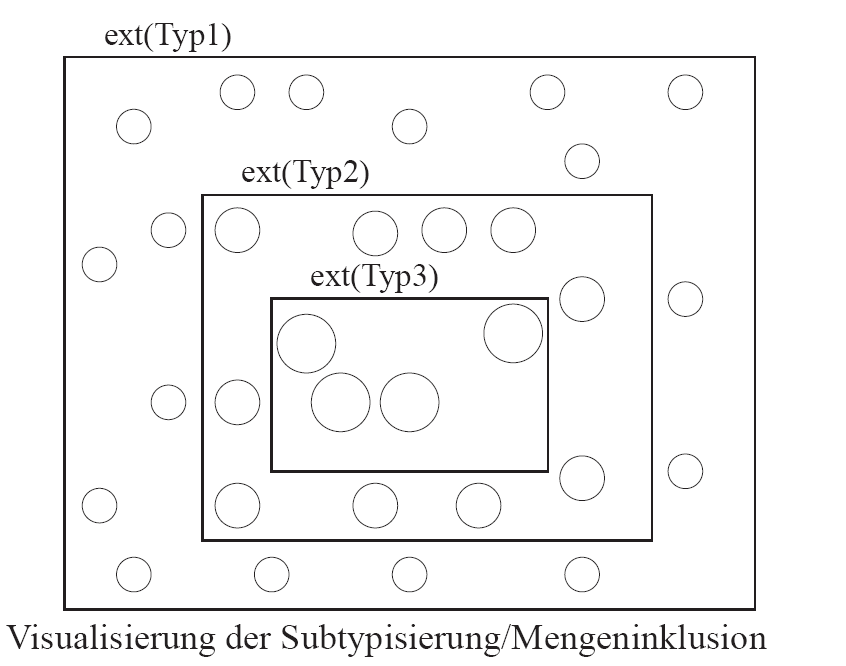 ext(Typ1)
ext(Typ2)
ext(Typ3)
Visualisierung der Subtypisierung/Mengeninklusion